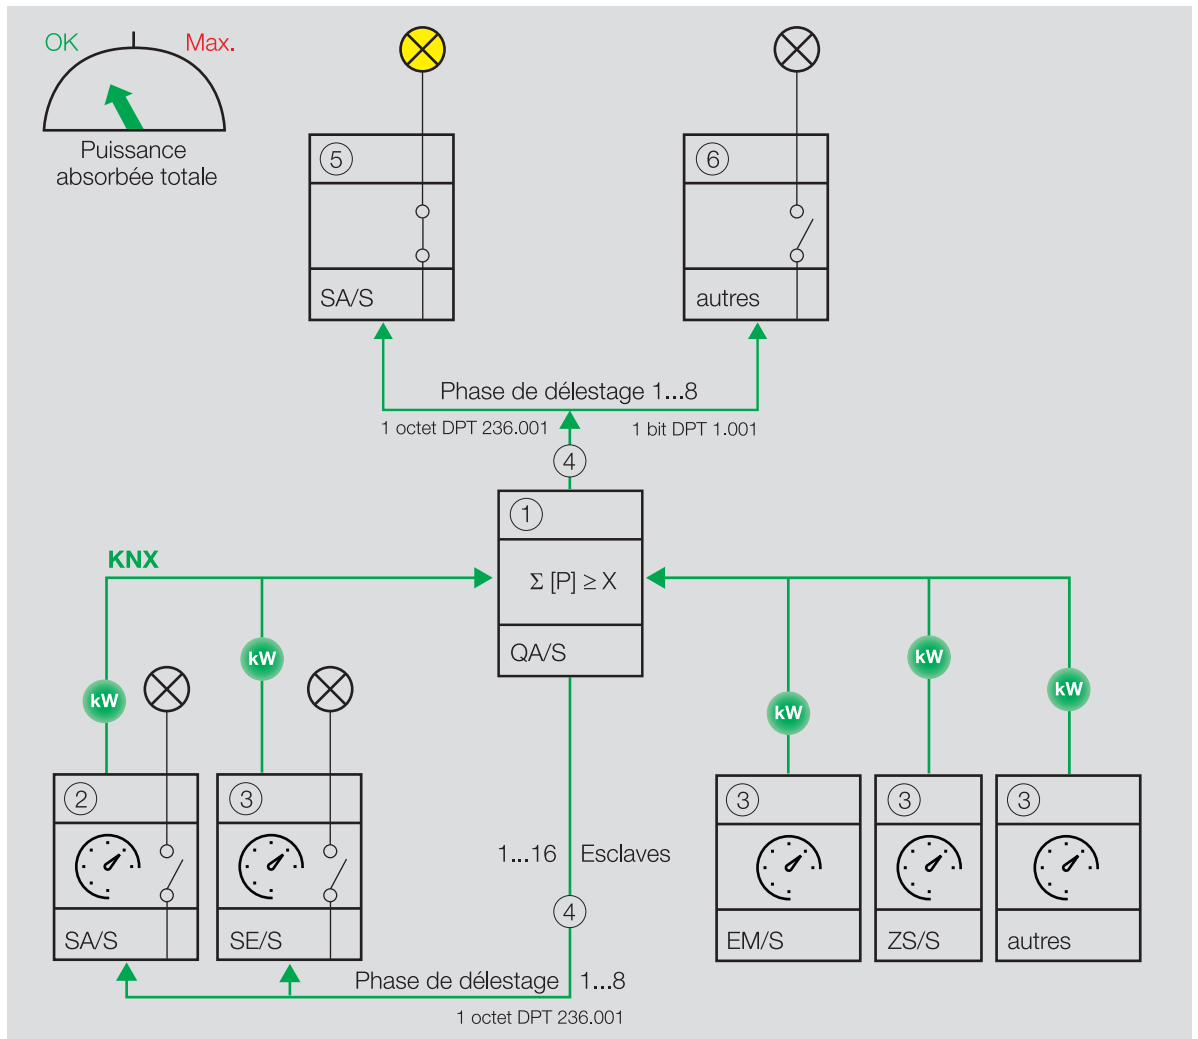 OK
Max.
Puissance
absorbée totale
5
SA/S
6
autres
Phase de délestage 1...8
1 octet DPT 236.001
1 bit DPT 1.001
4
1
Σ [P] ≥ X
QA/S
KNX
kW
kW
kW
kW
kW
2
SA/S
3
SE/S
3
EM/S
3
ZS/S
3
autres
1...16 Esclaves
4
Phase de délestage 1...8
1 octet DPT 236.001